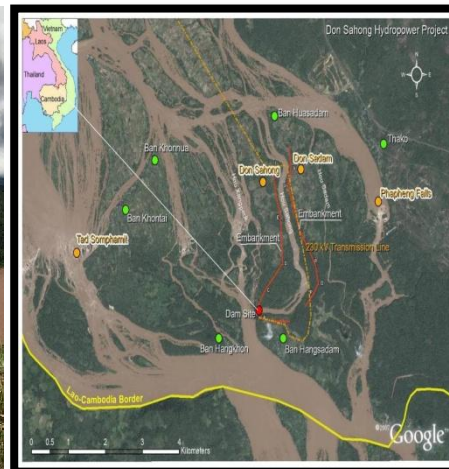 Don Sahong Hydropower Project
Vietnam
Laos
Thailand
Cambodia
N
Ban Huasadam
Thako
Ban Khonnua
Don Sahong
Don Sadam
Phapheng Falls
Ban Khontai
Embankment
Embankment
230 kV Transmission Line
Tad Somphamit
Dam Site
Ban Hangkhon
Ban Hangsadam
Lao-Cambodia Border
0 0.5 1 2 3 4
Kilometers
Google